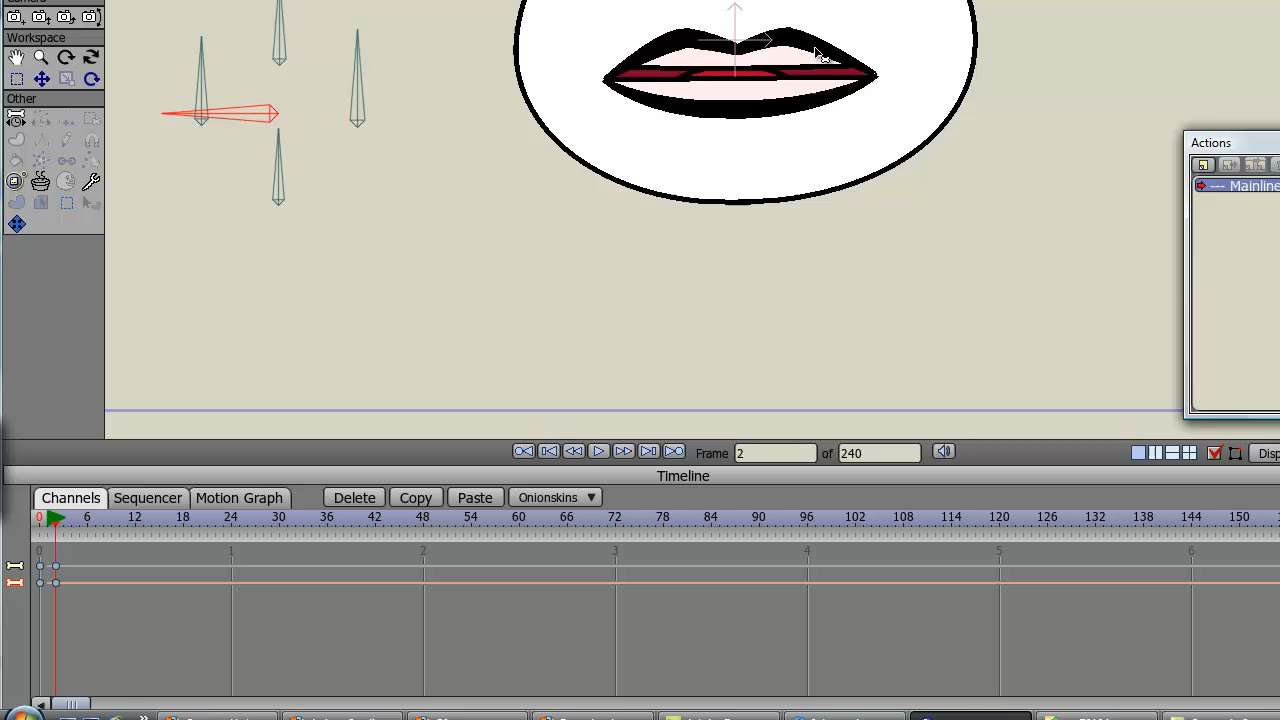 Workspace
Other
Actions
--- Mainline
Frame 2 of 240
Disp
Timeline
Channels Sequencer Motion Graph Delete Copy Paste Onionskins
0 6 12 18 24 30 36 42 48 54 60 66 72 78 84 90 96 102 108 114 120 126 132 138 144 150
0 1 2 3 4 5 6